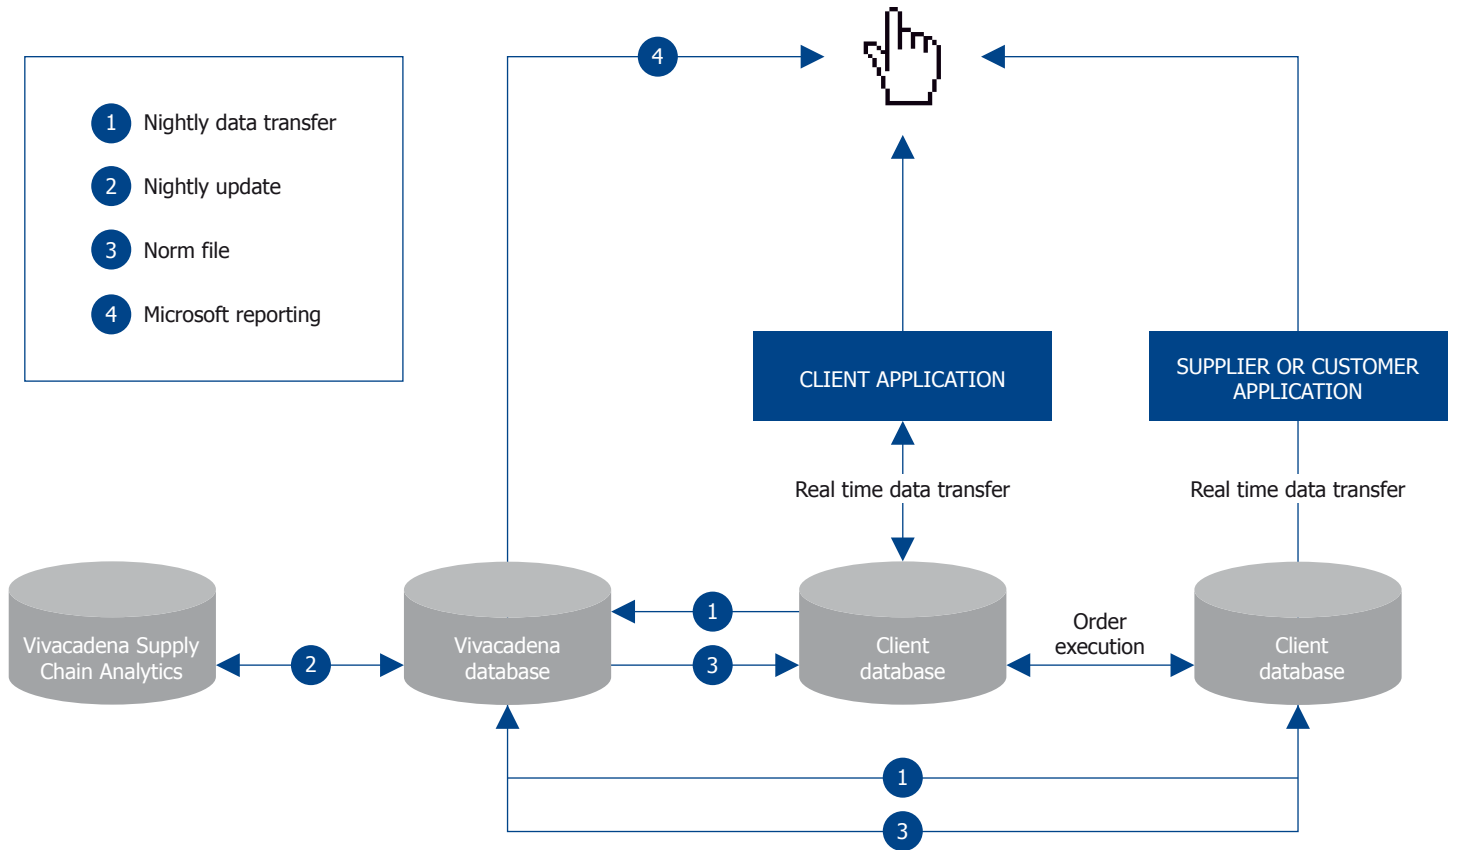 4
1 Nightly data transfer
2 Nightly update
3 Norm file
4 Microsoft reporting
CLIENT APPLICATION
SUPPLIER OR CUSTOMER
APPLICATION
Real time data transfer
Real time data transfer
Vivacadena Supply
Chain Analytics
2
Vivacadena
database
1
3
Client
database
Order
execution
Client
database
1
3